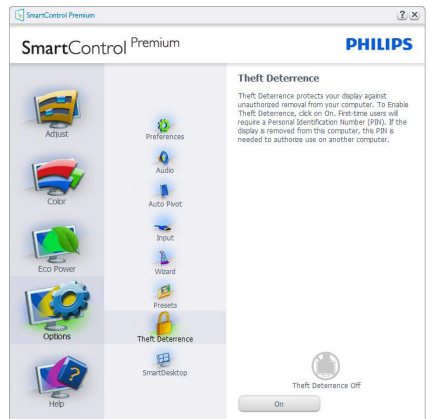 SmartControl Premium
SmartControl Premium
PHILIPS
Adjust
Color
Eco Power
Options
Help
Preferences
Audio
Auto Pivot
Input
Wizard
Presets
Theft Deterrence
SmartDesktop
Theft Deterrence
Theft Deterrence protects your display against
unauthorized removal from your computer. To Enable
Theft Deterrence, click on On. First-time users will
require a Personal Identification Number (PIN). If the
display is removed from this computer, this PIN is
needed to authorize use on another computer.
Theft Deterrence Off
On